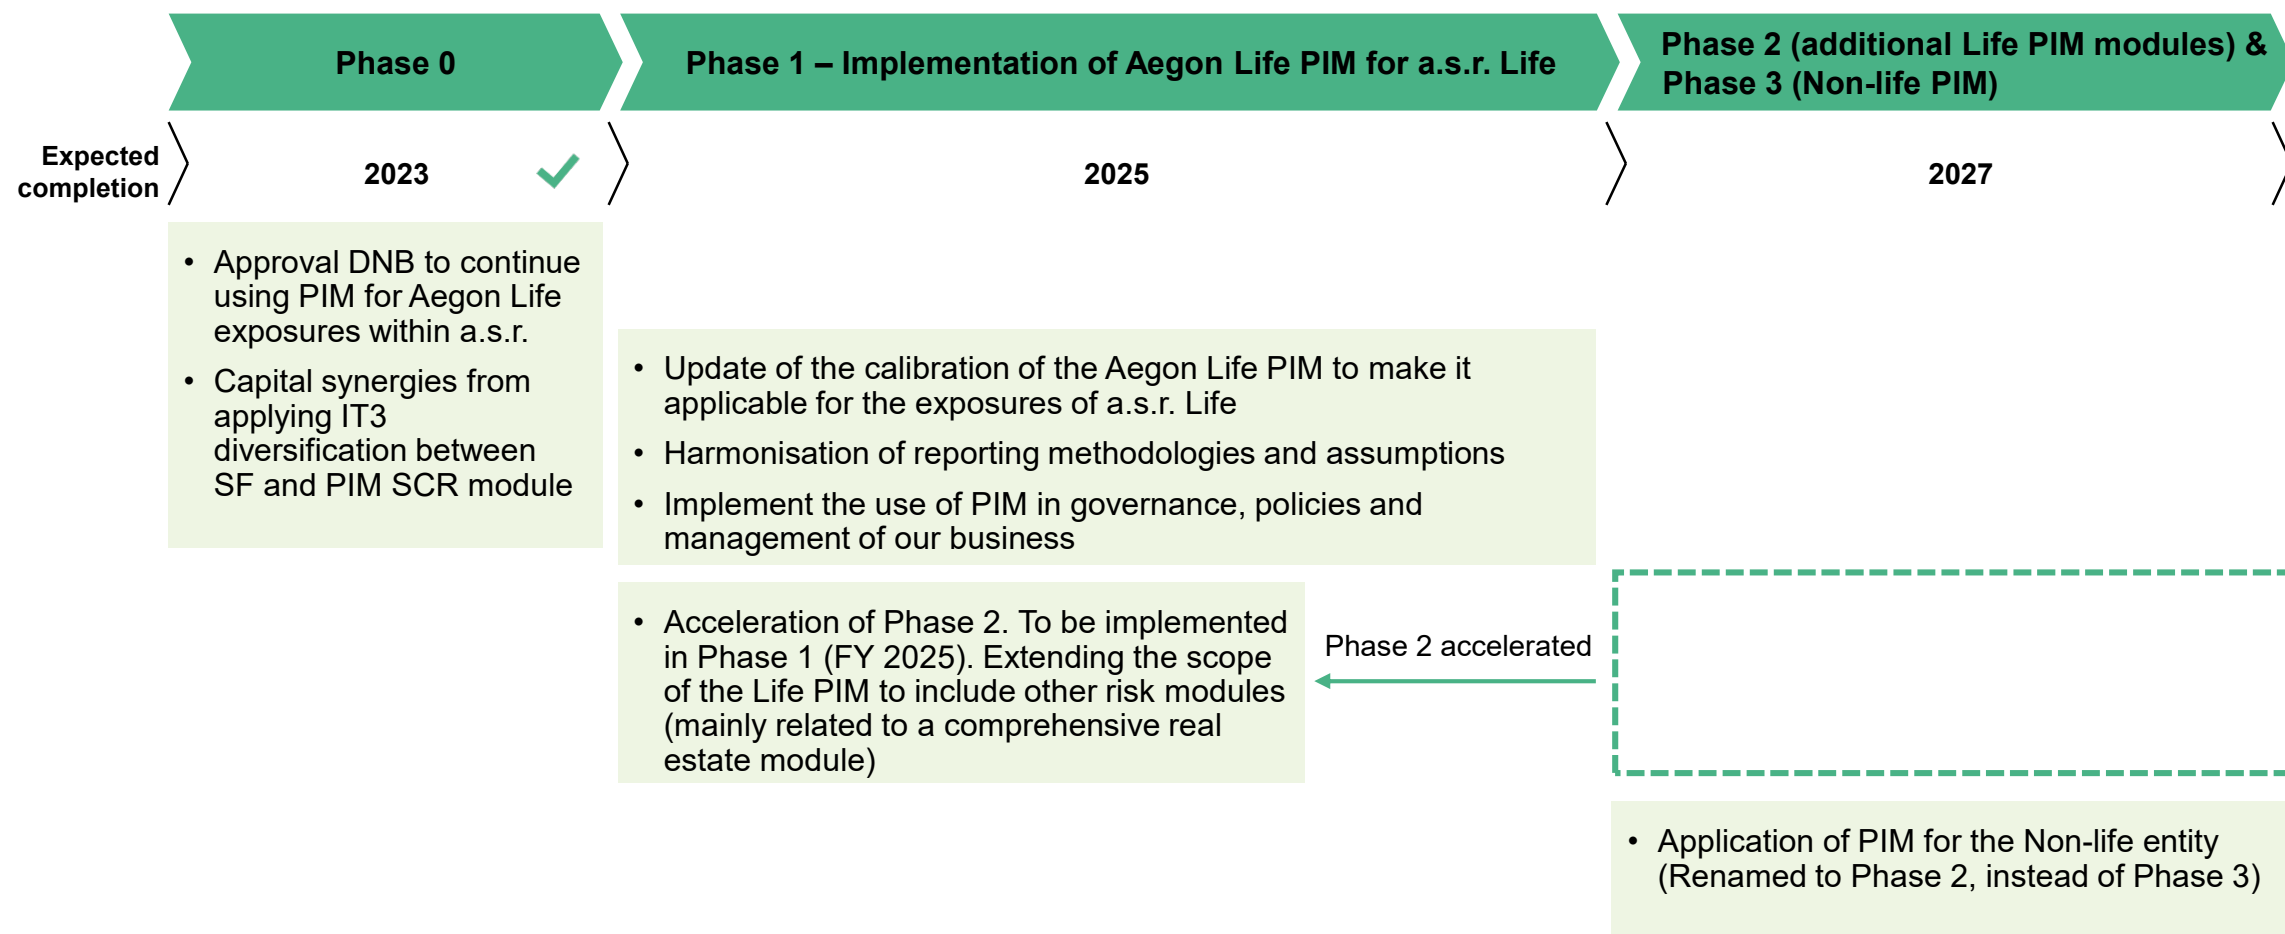 Phase 0
Phase 1 – Implementation of Aegon Life PIM for a.s.r. Life
Phase 2 (additional Life PIM modules) &
Phase 3 (Non-life PIM)
Expected
completion
2023
2025
2027
• Approval DNB to continue
using PIM for Aegon Life
exposures within a.s.r.
• Capital synergies from
applying IT3
diversification between
SF and PIM SCR module
• Update of the calibration of the Aegon Life PIM to make it
applicable for the exposures of a.s.r. Life
• Harmonisation of reporting methodologies and assumptions
• Implement the use of PIM in governance, policies and
management of our business
• Acceleration of Phase 2. To be implemented
in Phase 1 (FY 2025). Extending the scope
of the Life PIM to include other risk modules
(mainly related to a comprehensive real
estate module)
Phase 2 accelerated
• Application of PIM for the Non-life entity
(Renamed to Phase 2, instead of Phase 3)